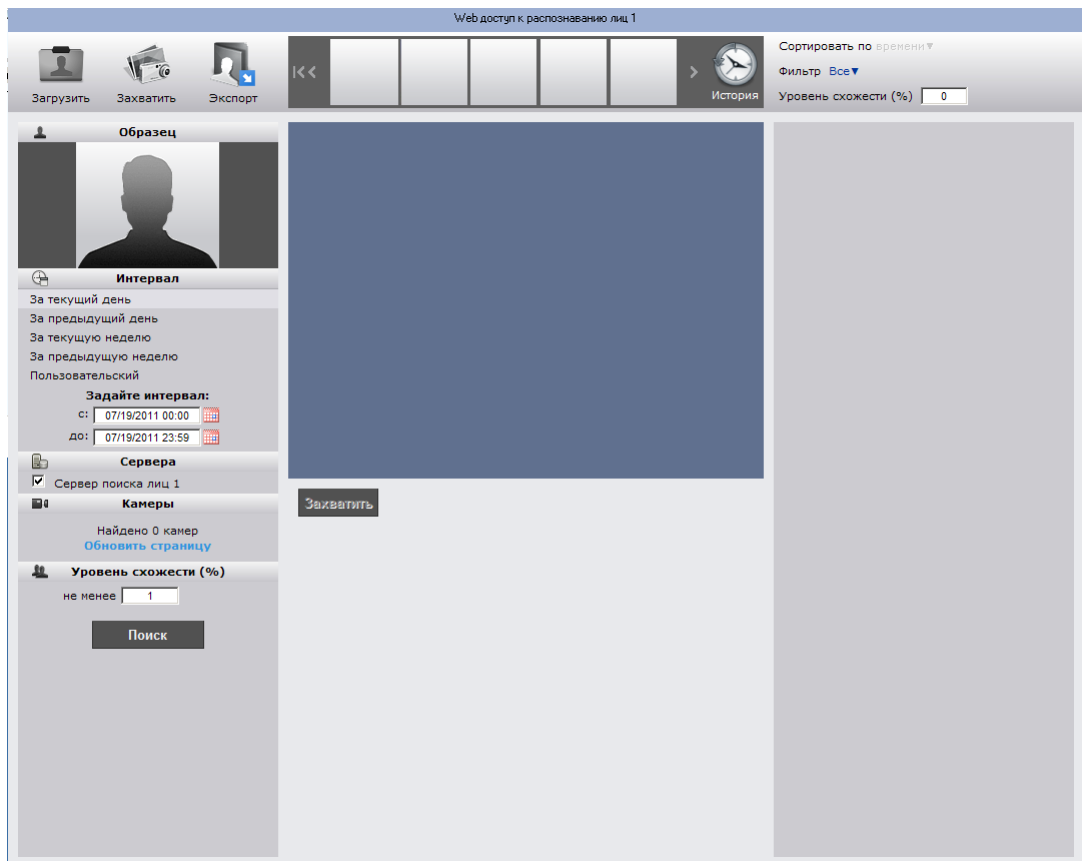 Web доступ к распознаванию лиц 1
Загрузить
Захватить
Экспорт
История
Сортировать по времени▼
Фильтр Все▼
Уровень схожести (%) 0
Образец
Интервал
За текущий день
За предыдущий день
За текущую неделю
За предыдущую неделю
Пользовательский
Задайте интервал:
с: 07/19/2011 00:00
до: 07/19/2011 23:59
Сервера
Сервер поиска лиц 1
Камеры
Найдено 0 камер
Обновить страницу
Уровень схожести (%)
не менее 1
Поиск
Захватить